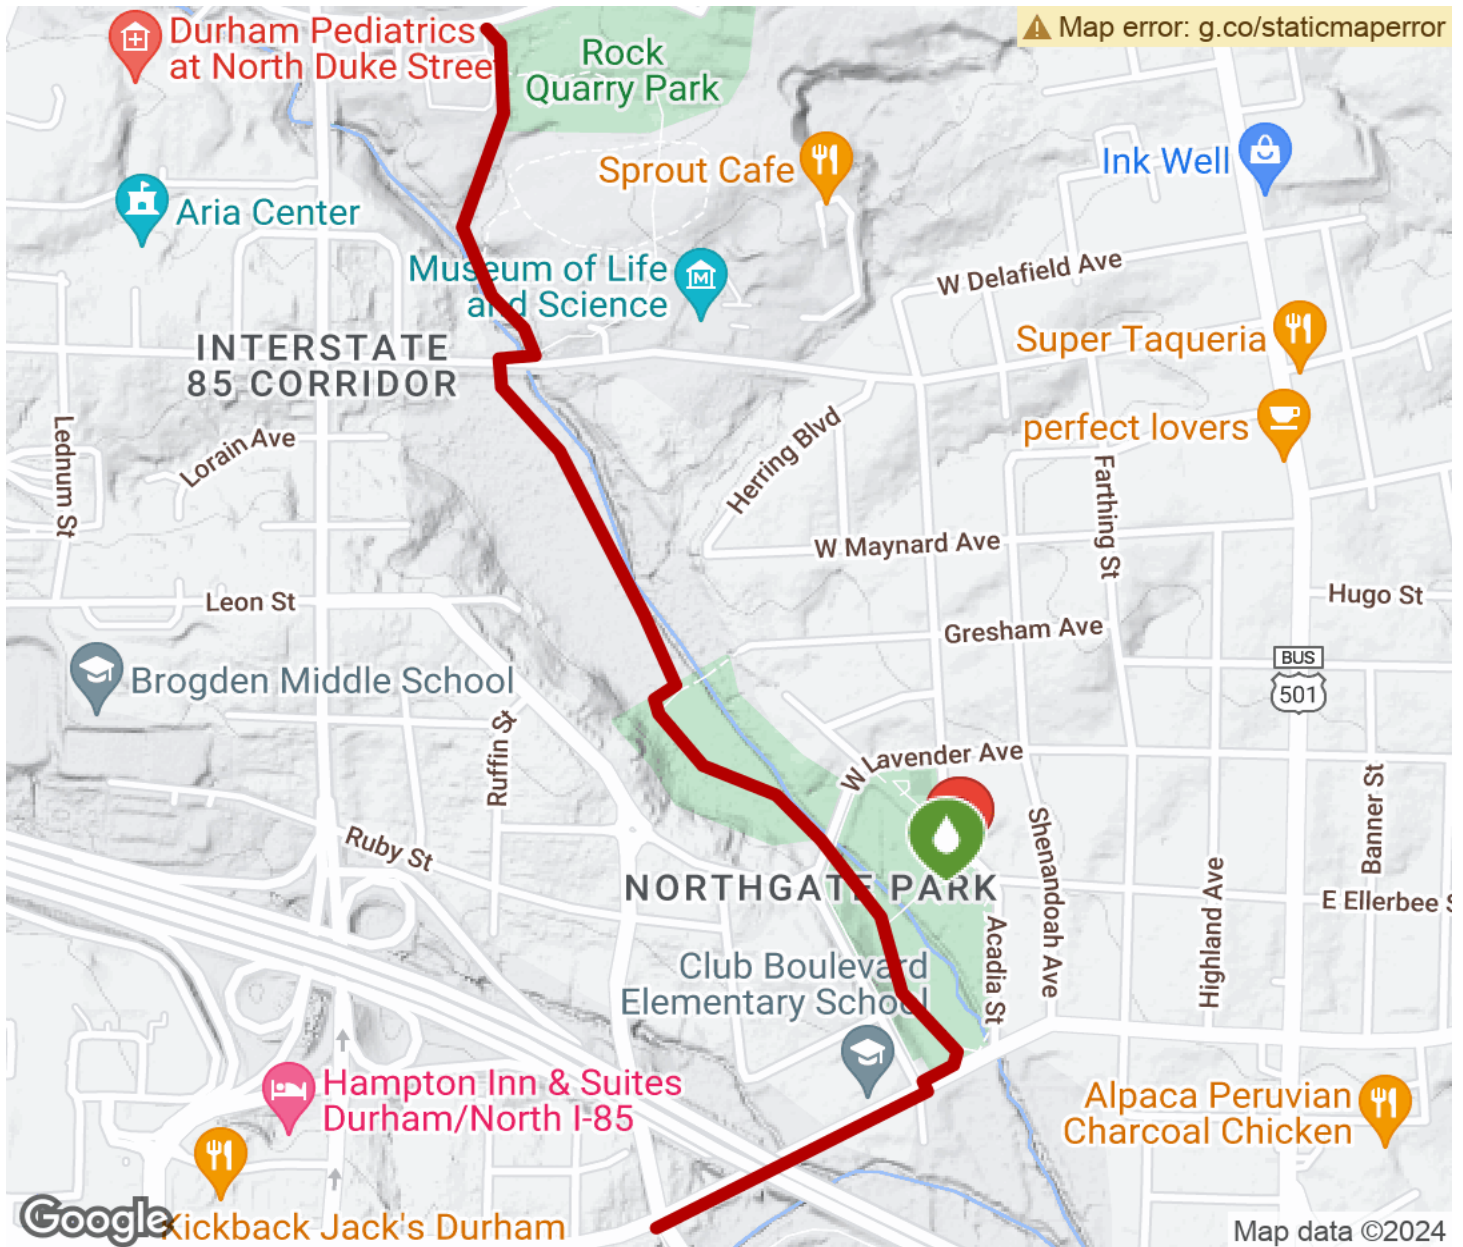 Durham Pediatrics
at North Duke Street
Rock
Quarry Park
Map error: g.co/staticmaperror
Sprout Cafe
Ink Well
Aria Center
Museum of Life
and Science
W Delafield Ave
INTERSTATE
85 CORRIDOR
Super Taqueria
Lednum St
Lorain Ave
Herring Blvd
perfect lovers
Farthing St
W Maynard Ave
Leon St
Hugo St
Gresham Ave
BUS
501
Brogden Middle School
Ruffin St
W Lavender Ave
Banner St
Shenandoah Ave
Ruby St
NORTHGATE PARK
Highland Ave
E Ellerbee S
Acadia St
Club Boulevard
Elementary School
Hampton Inn & Suites
Durham/North I-85
Alpaca Peruvian
Charcoal Chicken
Google
Kickback Jack's Durham
Map data ©2024